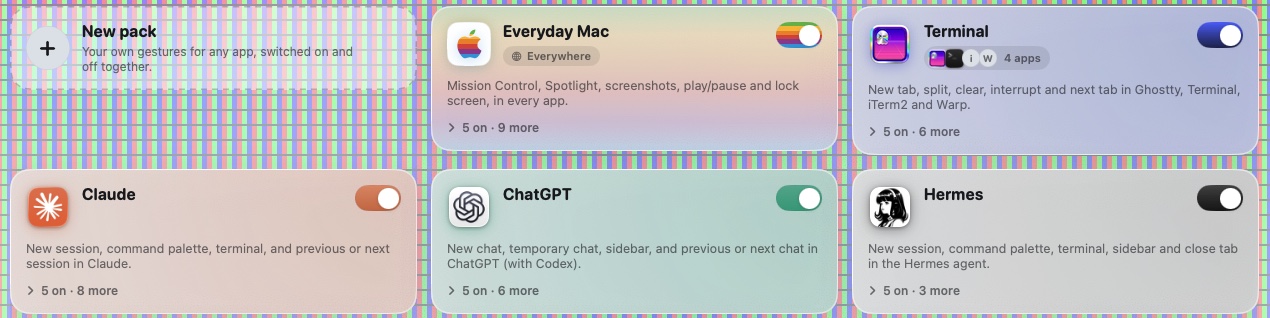 New pack
Your own gestures for any app, switched on and
off together.
Everyday Mac
Everywhere
Mission Control, Spotlight, screenshots, play/pause and lock
screen, in every app.
5 on · 9 more
Terminal
i W 4 apps
New tab, split, clear, interrupt and next tab in Ghostty, Terminal,
iTerm2 and Warp.
5 on · 6 more
Claude
New session, command palette, terminal, and previous or next
session in Claude.
5 on · 8 more
ChatGPT
New chat, temporary chat, sidebar, and previous or next chat in
ChatGPT (with Codex).
5 on · 6 more
Hermes
New session, command palette, terminal, sidebar and close tab
in the Hermes agent.
5 on · 3 more